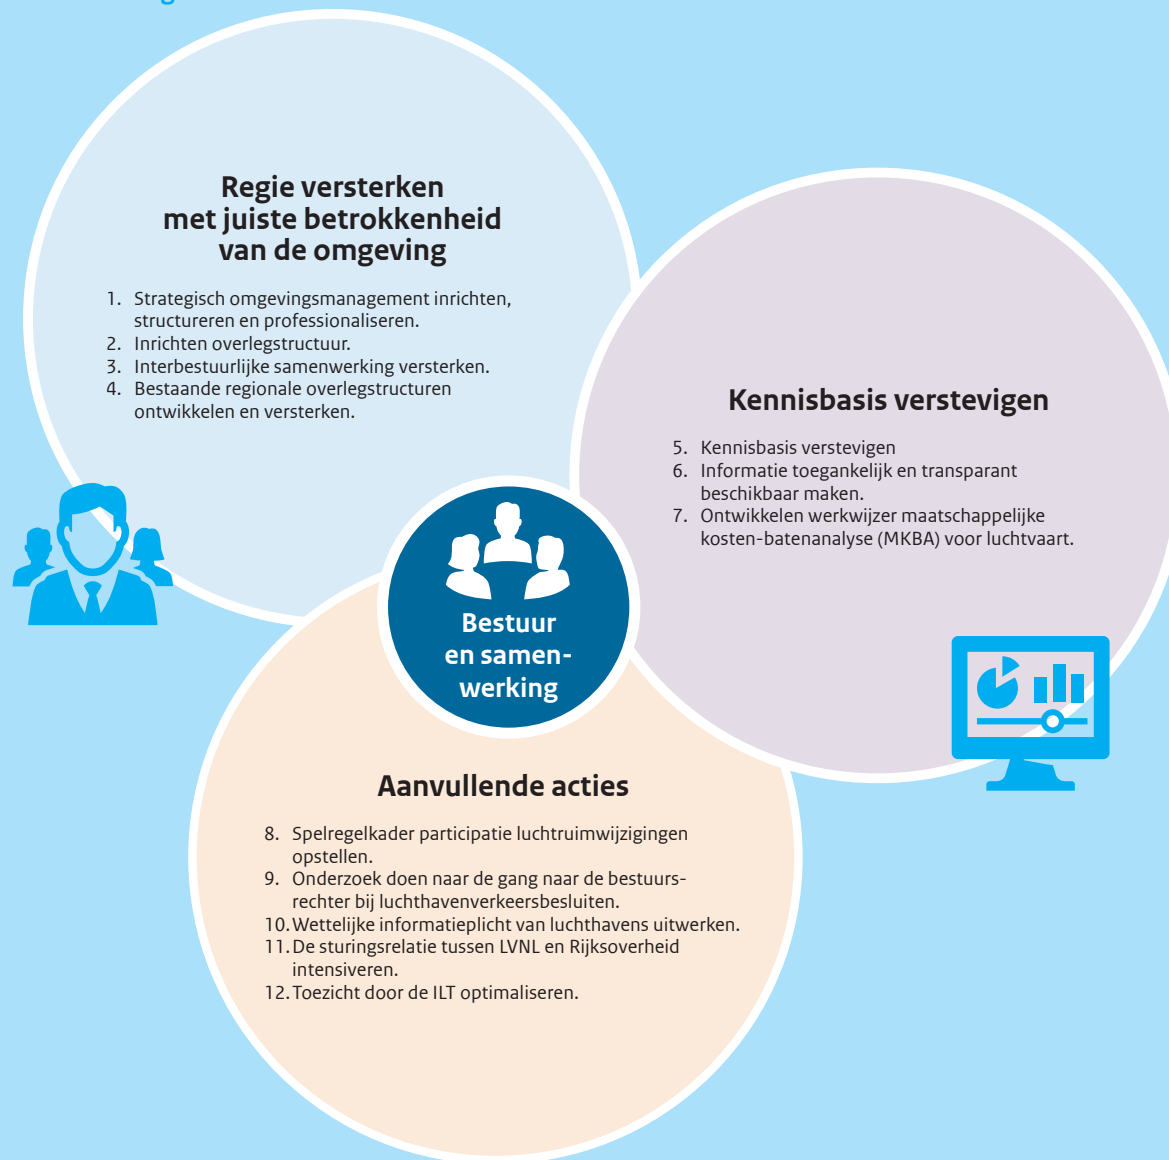 Regie versterken
met juiste betrokkenheid
van de omgeving
1. Strategisch omgevingsmanagement inrichten,
structureren en professionaliseren.
2. Inrichten overlegstructuur.
3. Interbestuurlijke samenwerking versterken.
4. Bestaande regionale overlegstructuren
ontwikkelen en versterken.
Kennisbasis verstevigen
5. Kennisbasis verstevigen
6. Informatie toegankelijk en transparant
beschikbaar maken.
7. Ontwikkelen werkwijzer maatschappelijke
kosten-batenanalyse (MKBA) voor luchtvaart.
Bestuur
en samen-
werking
Aanvullende acties
8. Spelregelkader participatie luchtruimwijzigingen
opstellen.
9. Onderzoek doen naar de gang naar de bestuurs-
rechter bij luchthavenverkeersbesluiten.
10. Wettelijke informatieplicht van luchthavens uitwerken.
11. De sturingsrelatie tussen LVNL en Rijksoverheid
intensiveren.
12. Toezicht door de ILT optimaliseren.